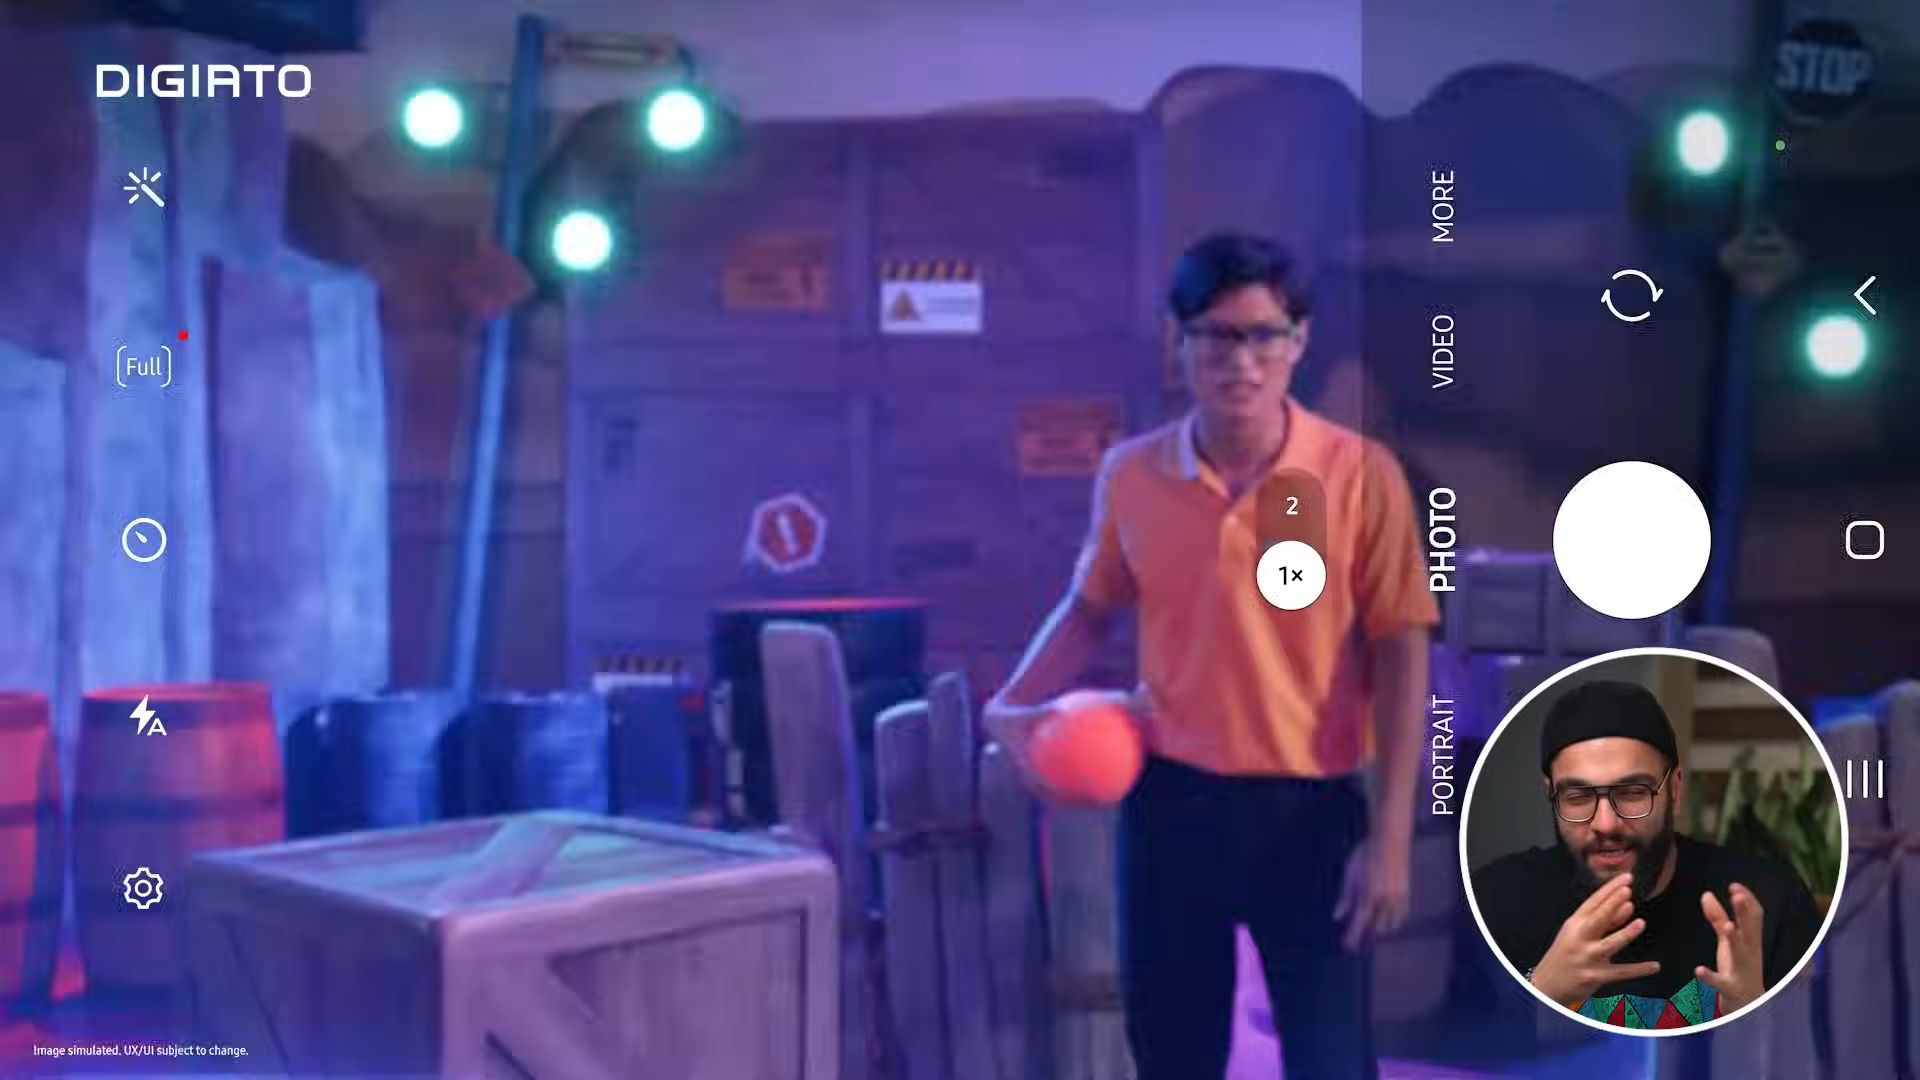 DIGIATO
STOP
MORE
[Full]
VIDEO
2
PHOTO
1×
PORTRAIT
A
Image simulated. UX/UI subject to change.